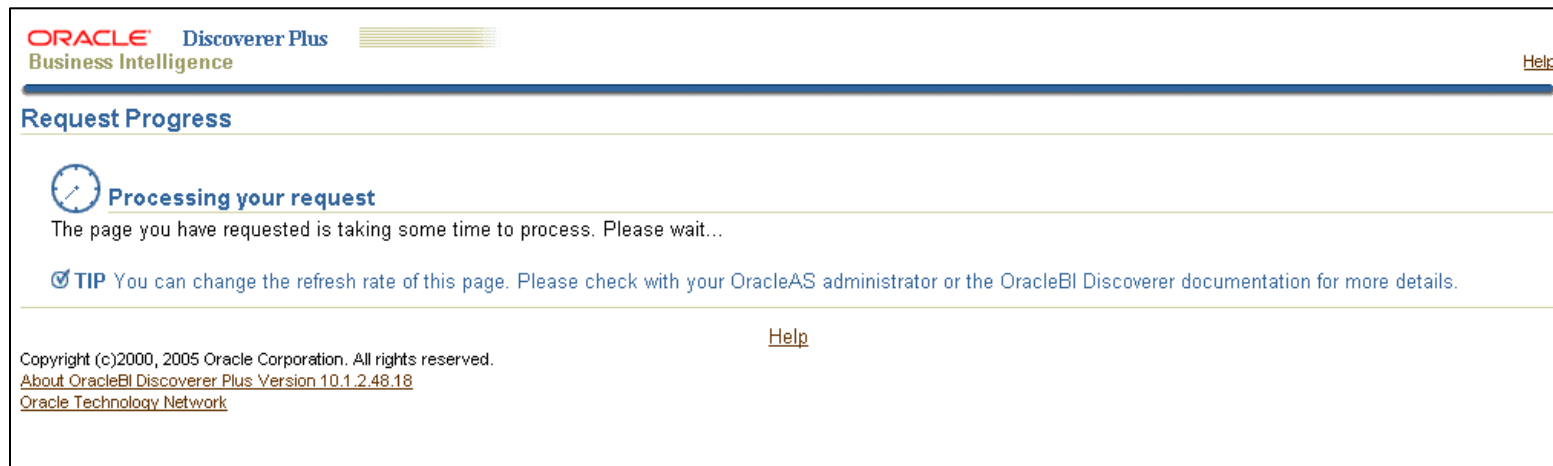 ORACLE Discoverer Plus
Business Intelligence
Help
Request Progress
Processing your request
The page you have requested is taking some time to process. Please wait...
TIP You can change the refresh rate of this page. Please check with your OracleAS administrator or the OracleBI Discoverer documentation for more details.
Help
Copyright (c)2000, 2005 Oracle Corporation. All rights reserved.
About OracleBI Discoverer Plus Version 10.1.2.48.18
Oracle Technology Network